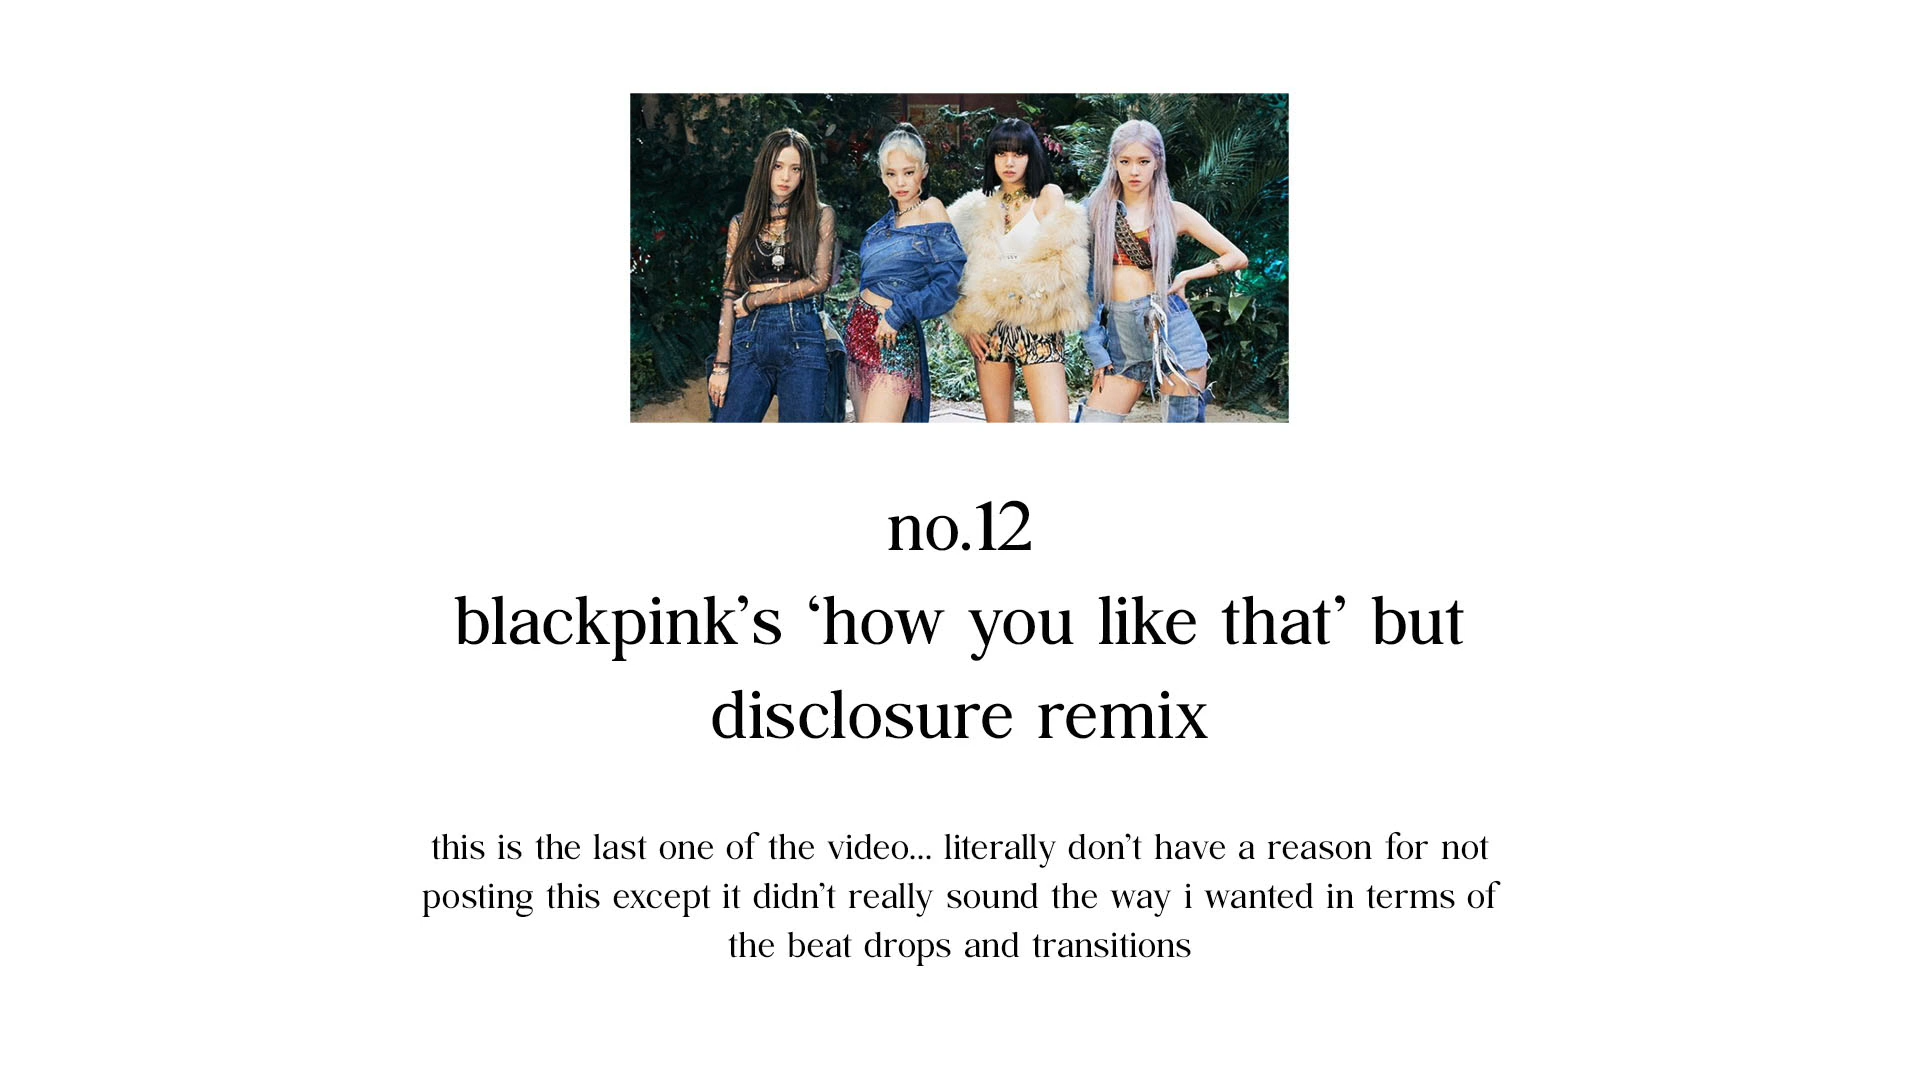 no.12
blackpink’s ‘how you like that’ but
disclosure remix
this is the last one of the video... literally don’t have a reason for not
posting this except it didn’t really sound the way i wanted in terms of
the beat drops and transitions